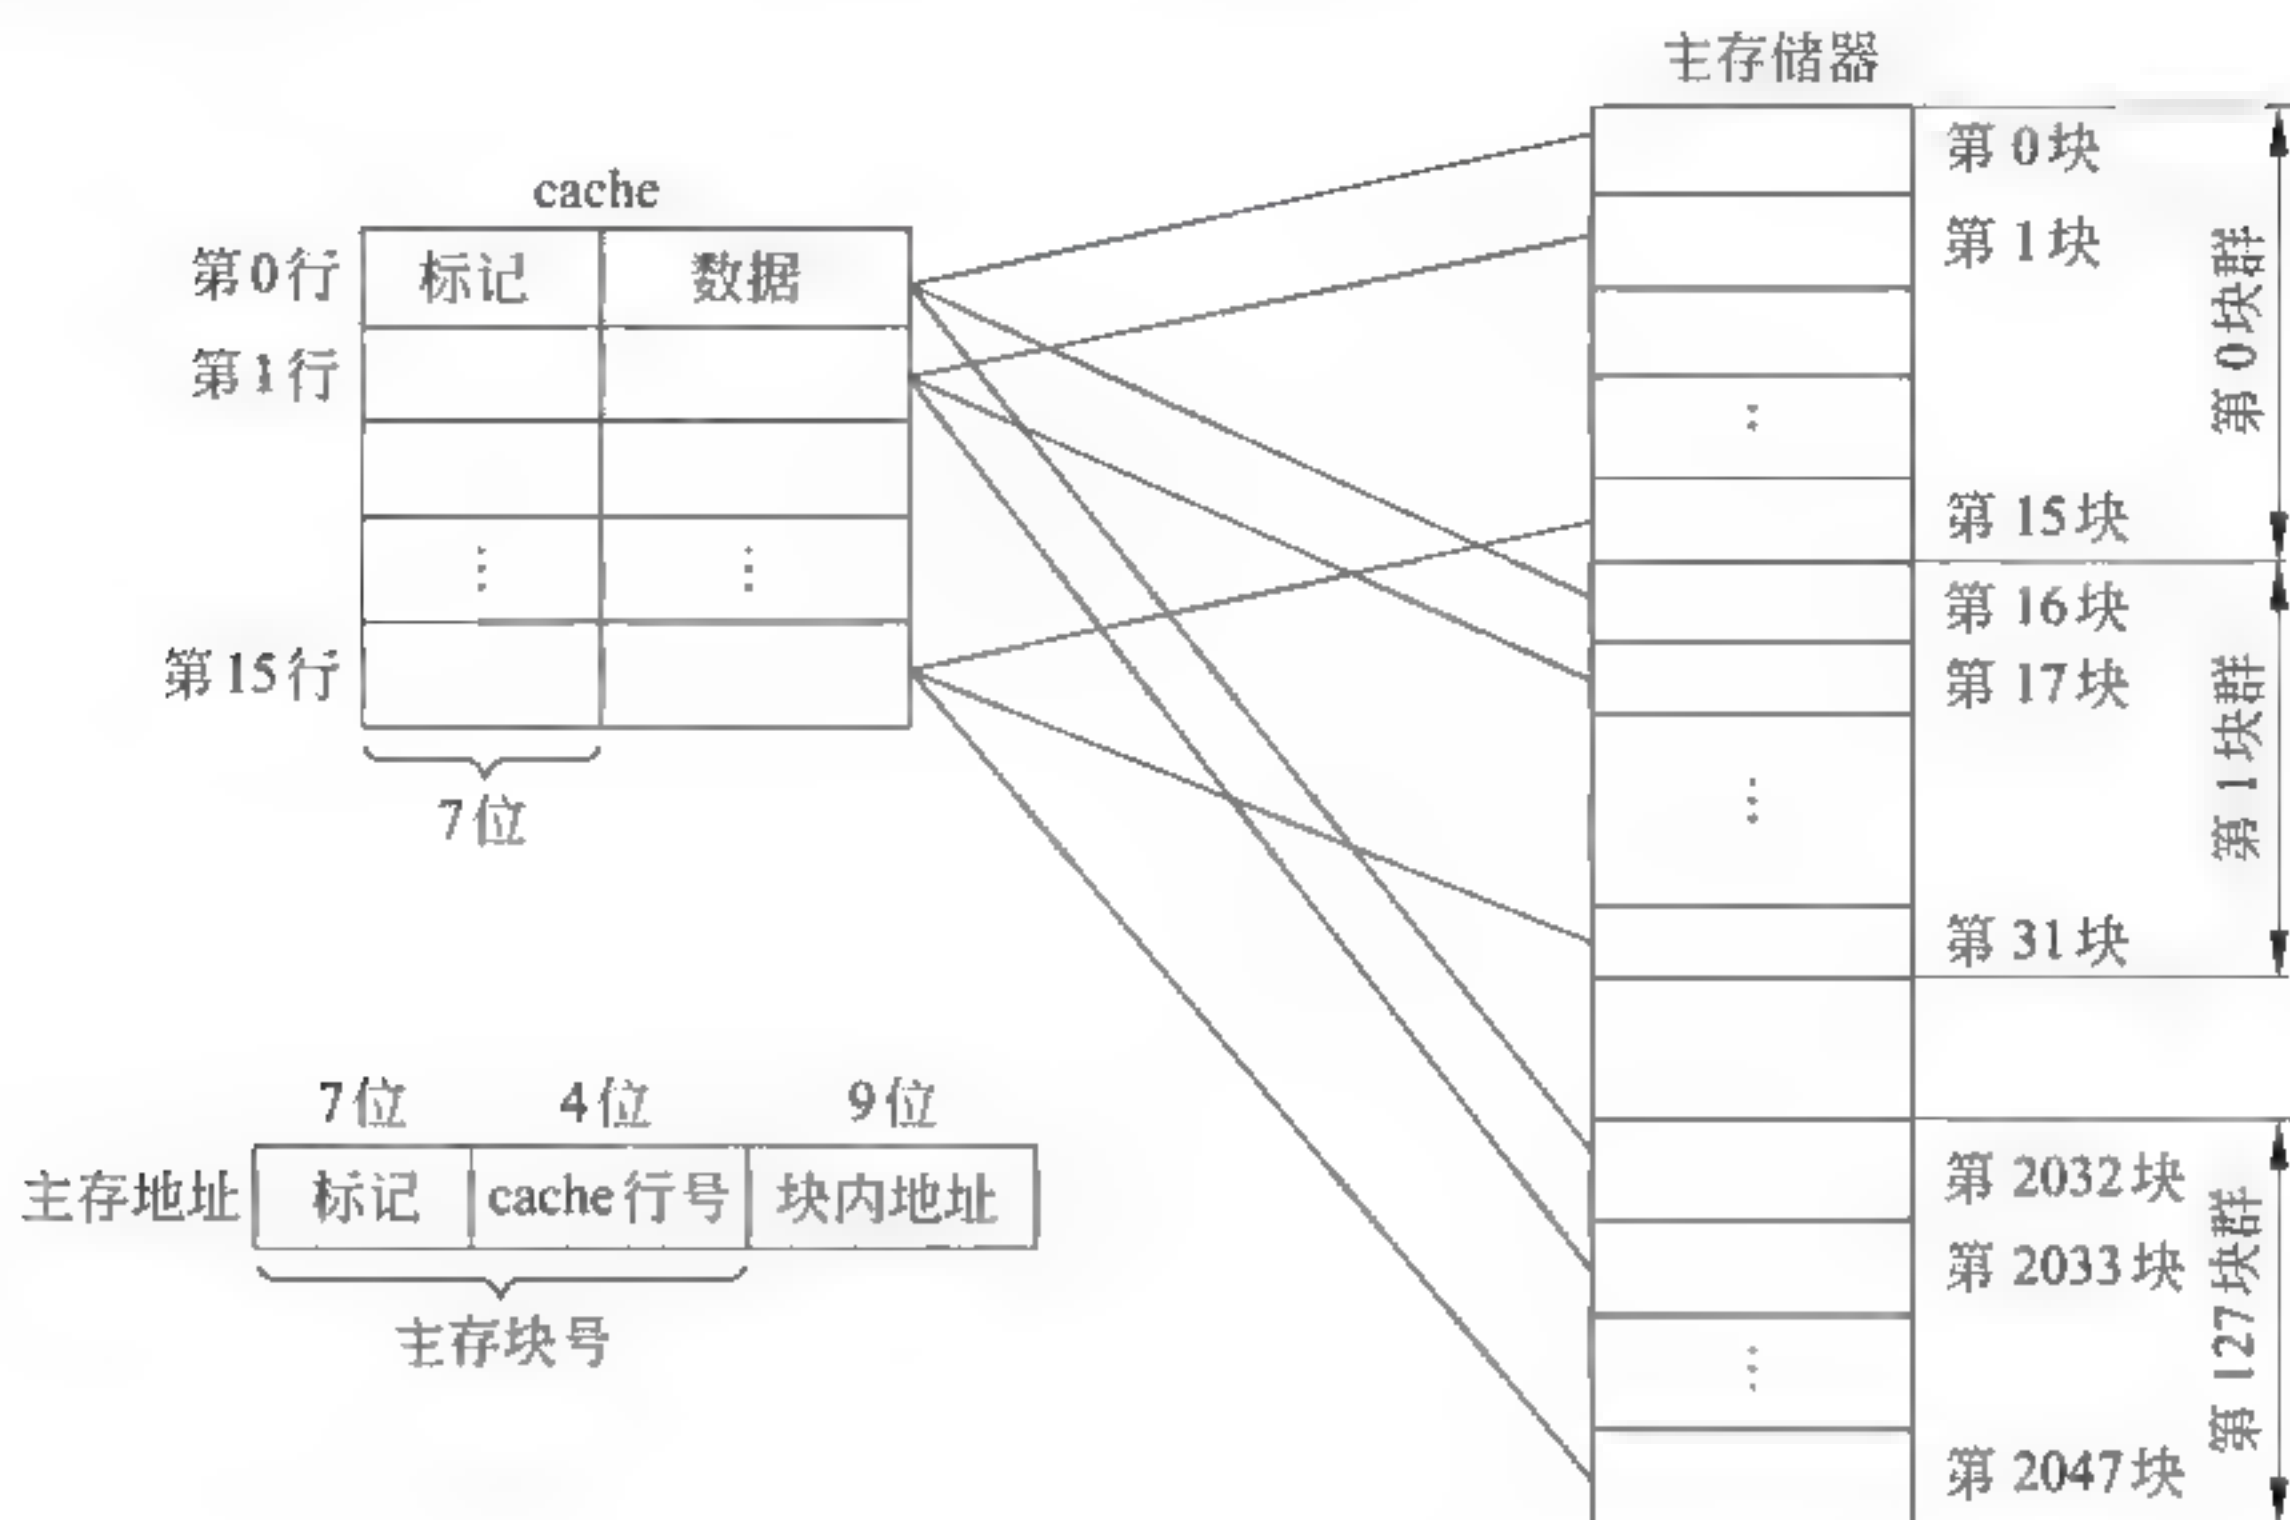 主存储器
cache
第0行 标记 数据
第1行
第15行
7位
7位 4位 9位
主存地址 标记 cache行号 块内地址
主存块号
第 0块
第 1块
第 15块
第 0块群
第 16块
第 17块
第 31块
第 1块群
第 2032块
第 2033块
第 2047块
第 127块群